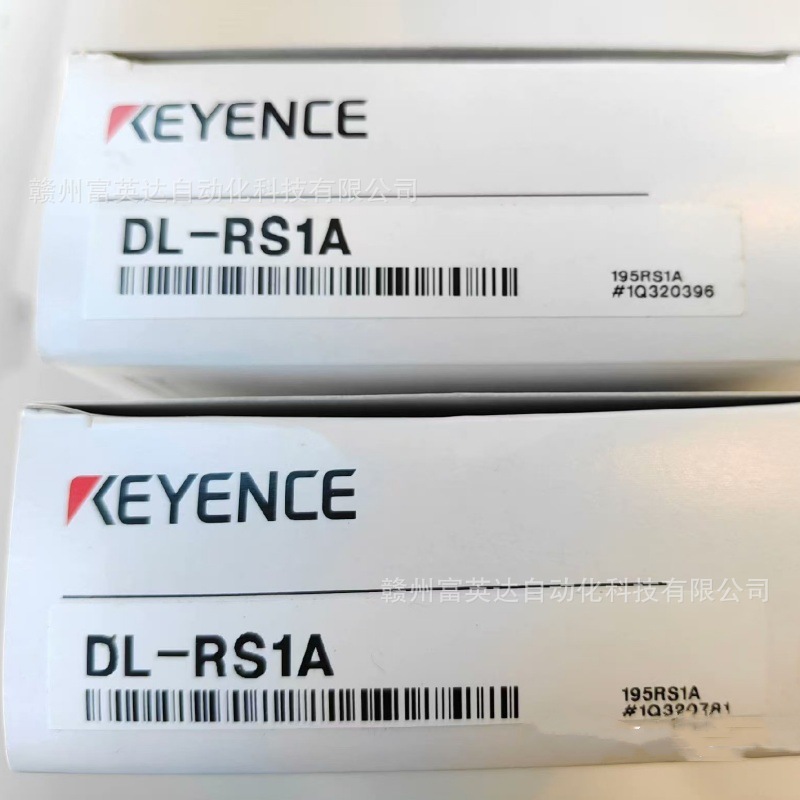 KEYENCE
赣州富英达自动化科技有限公司
DL-RS1A
195RS1A
#1Q320396
KEYENCE
赣州富英达自动化科技有限公司
DL-RS1A
195RS1A
#1Q320781